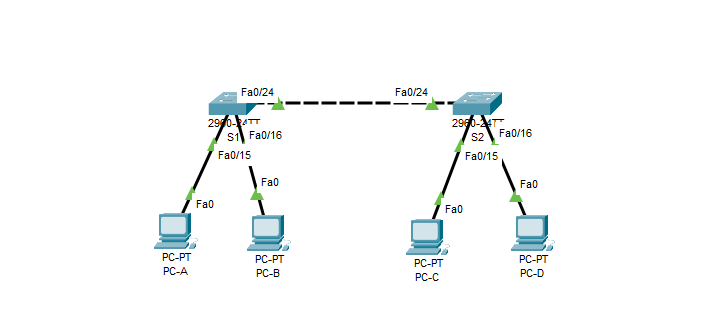 Fa0/24
Fa0/24
2960-24TT
S1
Fa0/16
Fa0/15
2960-24TT
S2
Fa0/16
Fa0/15
Fa0
Fa0
Fa0
Fa0
PC-PT
PC-A
PC-PT
PC-B
PC-PT
PC-C
PC-PT
PC-D